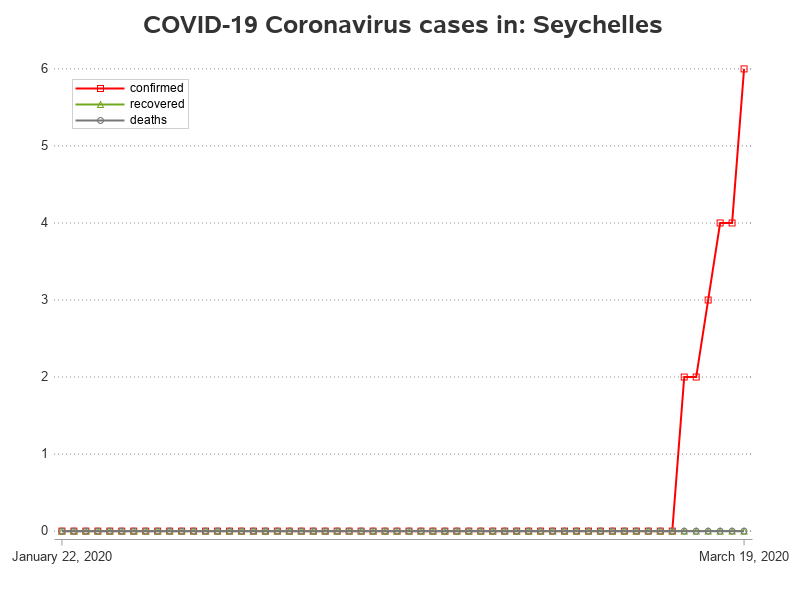 COVID-19 Coronavirus cases in: Seychelles
6
confirmed
recovered
deaths
5
4
3
2
1
0
January 22, 2020
March 19, 2020